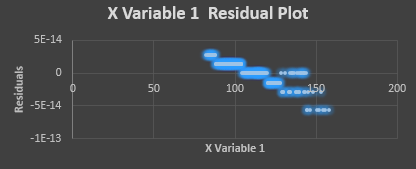 X Variable 1 Residual Plot
5E-14
0
-5E-14
-1E-13
0
50
100
150
200
Residuals
X Variable 1